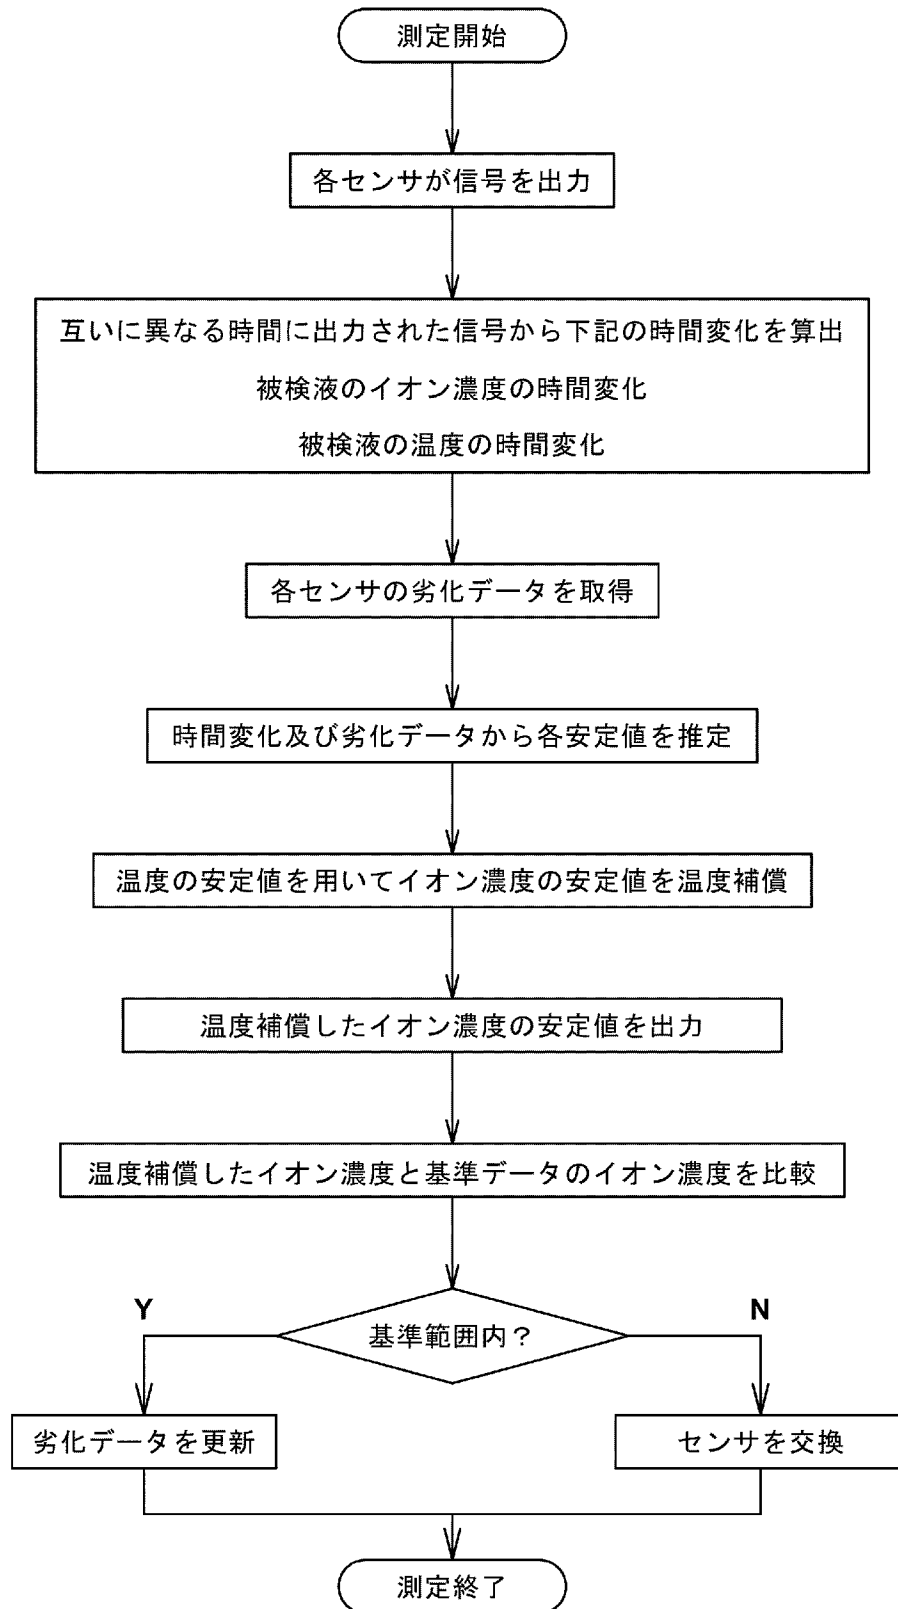 測定開始
各センサが信号を出力
互いに異なる時間に出力された信号から下記の時間変化を算出
被検液のイオン濃度の時間変化
被検液の温度の時間変化
各センサの劣化データを取得
時間変化及び劣化データから各安定値を推定
温度の安定値を用いてイオン濃度の安定値を温度補償
温度補償したイオン濃度の安定値を出力
温度補償したイオン濃度と基準データのイオン濃度を比較
基準範囲内？
Y
N
劣化データを更新
センサを交換
測定終了